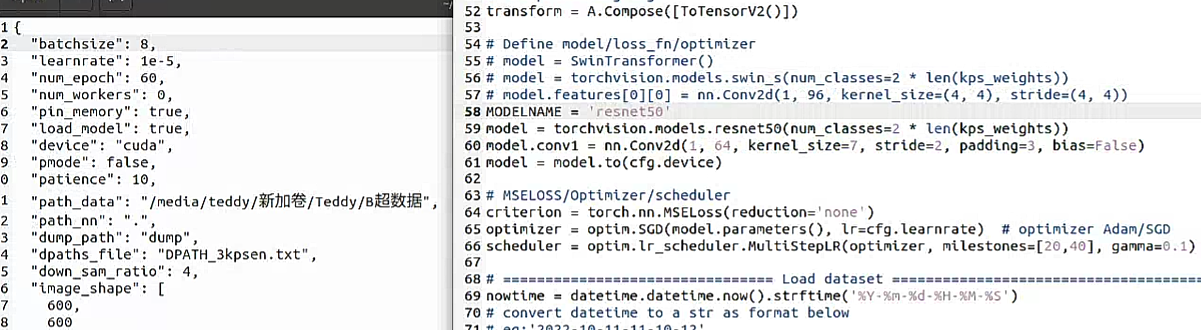 1 {
2 "batchsize": 8,
3 "learnrate": 1e-5,
4 "num_epoch": 60,
5 "num_workers": 0,
6 "pin_memory": true,
7 "load_model": true,
8 "device": "cuda",
9 "pmode": false,
0 "patience": 10,
1 "path_data": "/media/teddy/新加卷/Teddy/B超数据",
2 "path_nn": ".",
3 "dump_path": "dump",
4 "dpaths_file": "DPATH_3kpsen.txt",
5 "down_sam_ratio": 4,
6 "image_shape": [
7 600,
8 600
52 transform = A.Compose([ToTensorV2()])
53
54 # Define model/loss_fn/optimizer
55 # model = SwinTransformer()
56 # model = torchvision.models.swin_s(num_classes=2 * len(kps_weights))
57 # model.features[0][0] = nn.Conv2d(1, 96, kernel_size=(4, 4), stride=(4, 4))
58 MODELNAME = 'resnet50'
59 model = torchvision.models.resnet50(num_classes=2 * len(kps_weights))
60 model.conv1 = nn.Conv2d(1, 64, kernel_size=7, stride=2, padding=3, bias=False)
61 model = model.to(cfg.device)
62
63 # MSELOSS/Optimizer/scheduler
64 criterion = torch.nn.MSELoss(reduction='none')
65 optimizer = optim.SGD(model.parameters(), lr=cfg.learnrate)  # optimizer Adam/SGD
66 scheduler = optim.lr_scheduler.MultiStepLR(optimizer, milestones=[20,40], gamma=0.1)
67
68 # =============================== Load dataset ===================================
69 nowtime = datetime.datetime.now().strftime('%Y-%m-%d-%H-%M-%S')
70 # convert datetime to a str as format below
71 # eg:'2022-10-11-11-10-12'